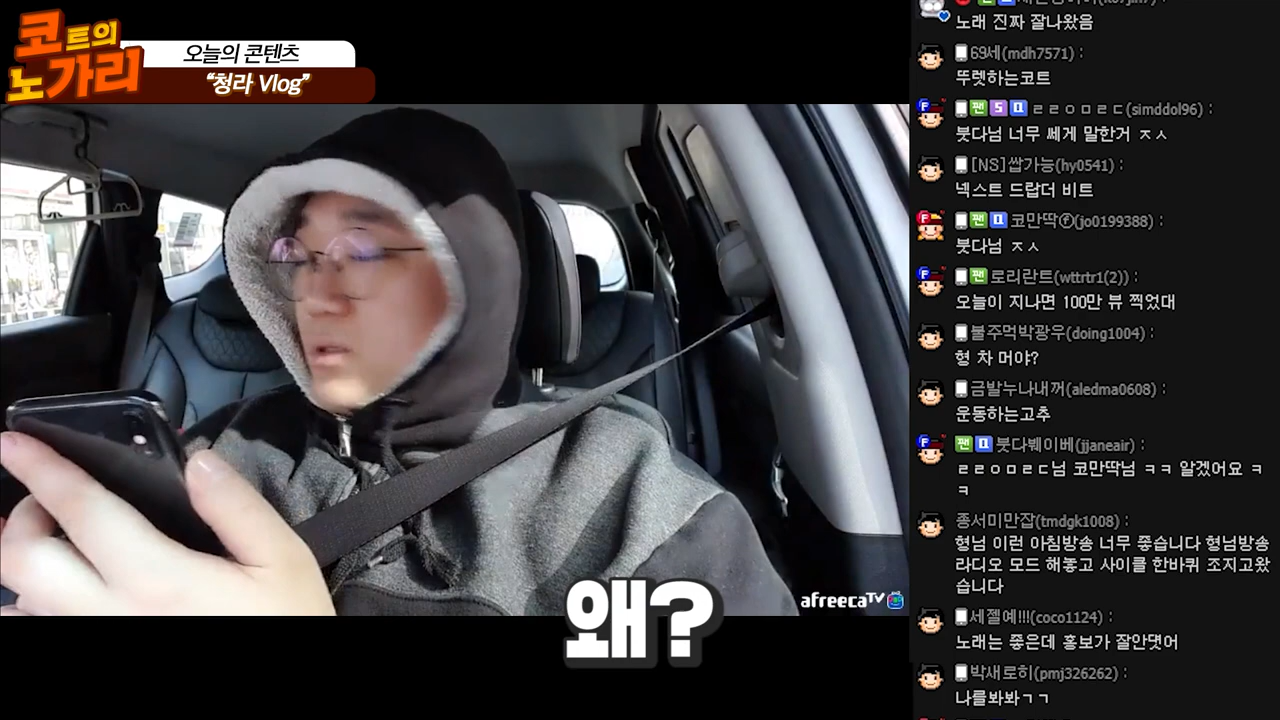 코트의
노가리
오늘의 콘텐츠
"청라 Vlog"
왜?
afreecaTV
노래 진짜 잘나왔음
69세(mdh7571) :
뚜렛하는코트
팬 S a ㄹㄹㅇㅁㄹㄷ(simddol96) :
붓다님 너무 쎄게 말한거 ㅈㅅ
[NS]쌉가능(hy0541) :
넥스트 드랍더 비트
팬 a 코만딱ⓕ(jo0199388) :
붓다님 ㅈㅅ
팬 로리란트(wttrtr1(2)) :
오늘이 지나면 100만 뷰 찍었대
불주먹박광우(doing1004) :
형 차 머야?
금발누나내꺼(aledma0608) :
운동하는고추
팬 a 붓다붸이베(jjaneair) :
ㄹㄹㅇㅁㄹㄷ님 코만딱님 ㅋㅋ 알겠어요 ㅋ
ㅋ
종서미만잡(tmdgk1008) :
형님 이런 아침방송 너무 좋습니다 형님방송
라디오 모드 해놓고 사이클 한바퀴 조지고왔
습니다
세젤예!!!(coco1124) :
노래는 좋은데 홍보가 잘안댓어
박새로히(pmj326262) :
나를봐봐ㄱㄱ